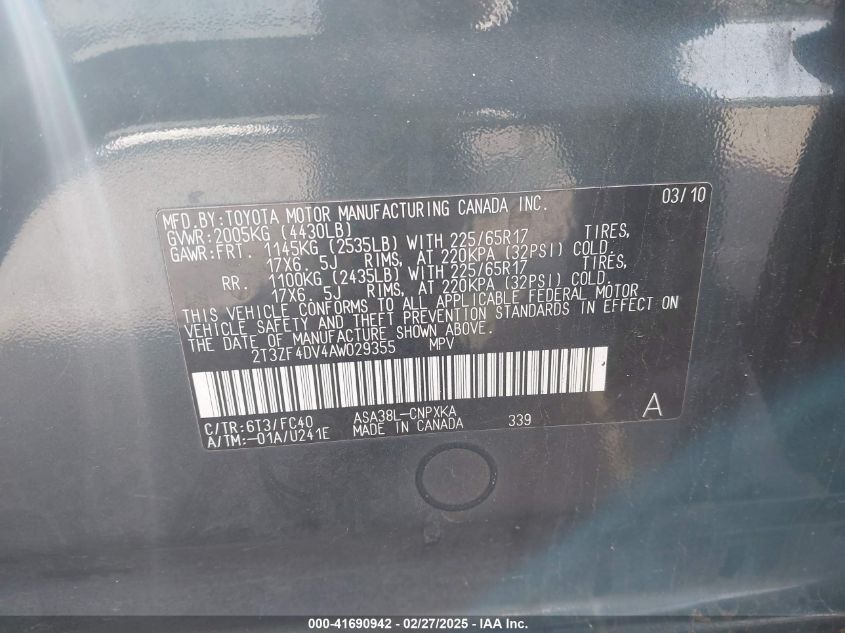 MFD.BY:TOYOTA MOTOR MANUFACTURING CANADA INC. 03/10
GVWR:2005KG (4430LB)
GAWR:FRT. 1145KG (2535LB) WITH 225/65R17 TIRES,
17X6. 5J RIMS, AT 220KPA (32PSI) COLD.
RR. 1100KG (2435LB) WITH 225/65R17 TIRES,
17X6. 5J RIMS, AT 220KPA (32PSI) COLD.
THIS VEHICLE CONFORMS TO ALL APPLICABLE FEDERAL MOTOR
VEHICLE SAFETY AND THEFT PREVENTION STANDARDS IN EFFECT ON
THE DATE OF MANUFACTURE SHOWN ABOVE.
2T3ZF4DV4AW029355 MPV
C/TR:6T3/FC40 ASA38L-CNPXKA A
A/TM:-01A/U241E MADE IN CANADA 339
000-41690942 - 02/27/2025 - IAA Inc.